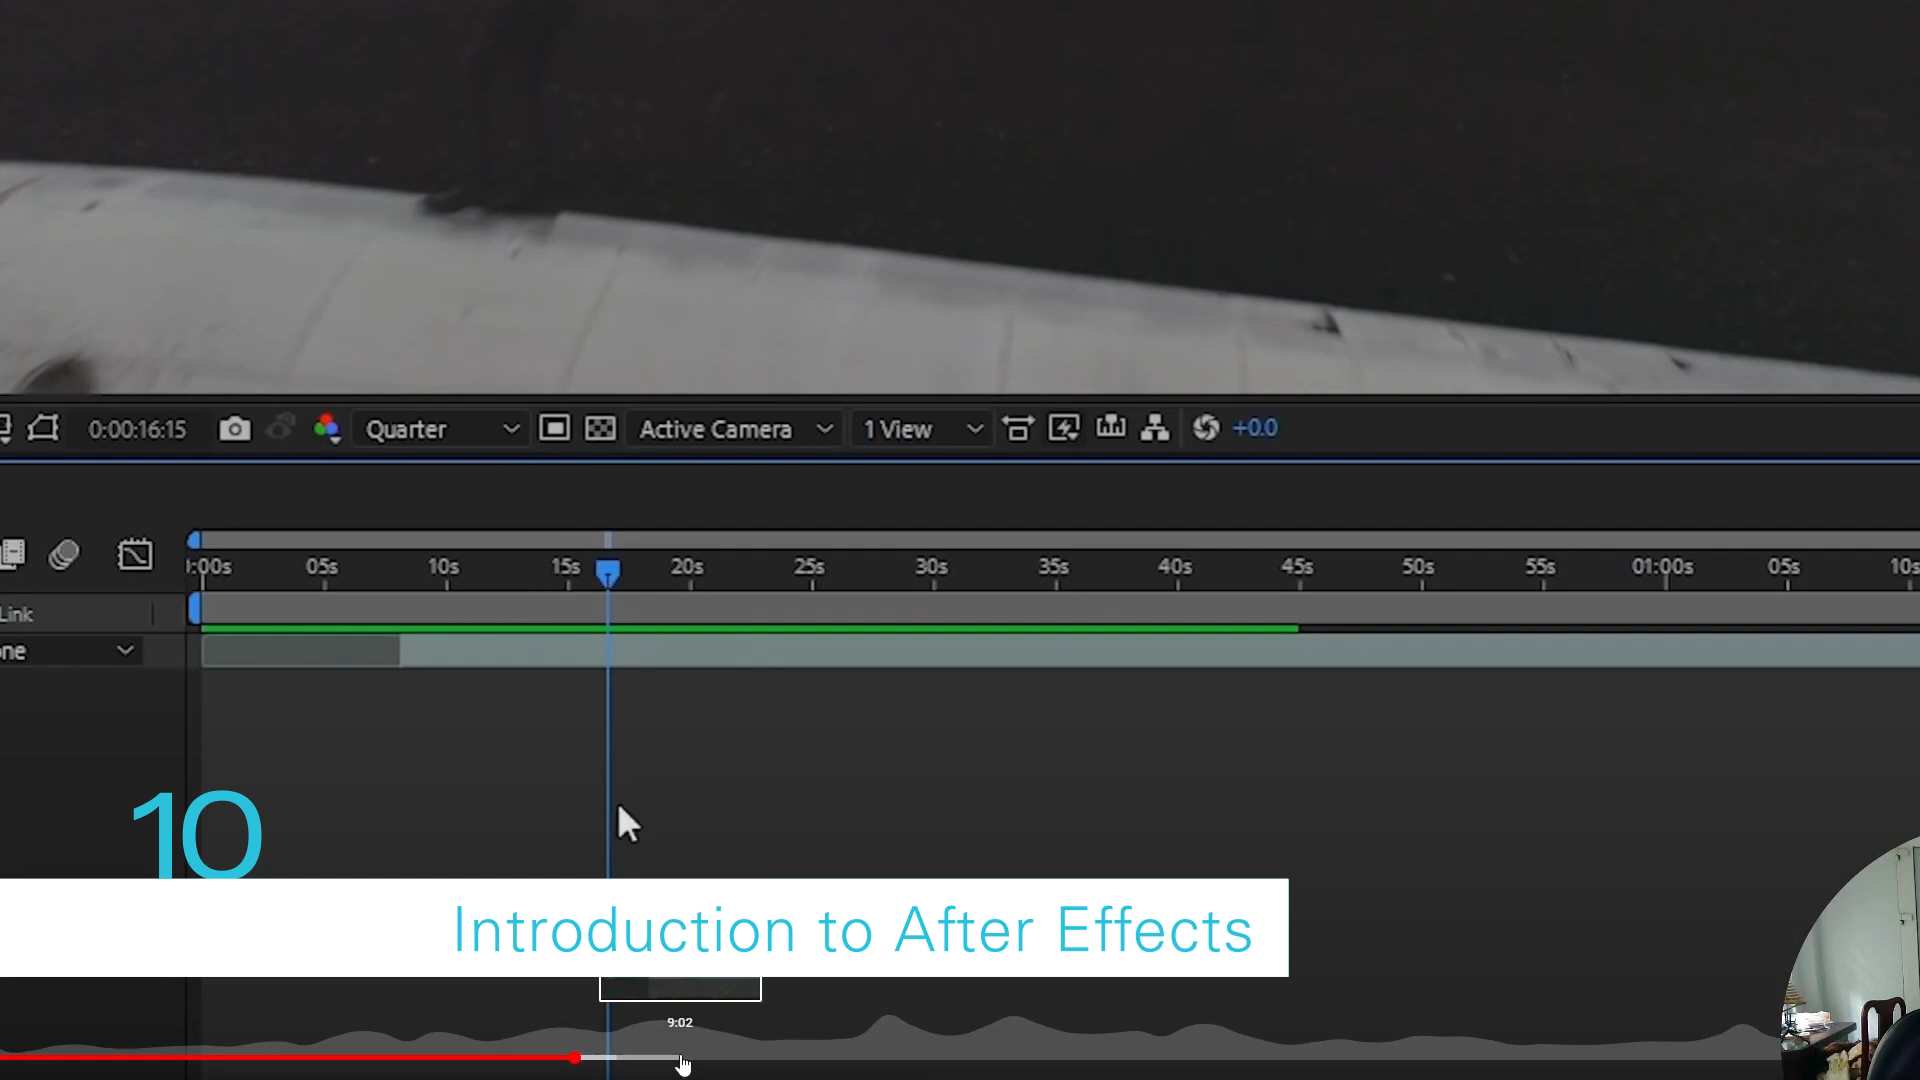 0:00:16:15 Quarter Active Camera 1 View +0.0
:00s 05s 10s 15s 20s 25s 30s 35s 40s 45s 50s 55s 01:00s 05s 10s
Link
one
10
Introduction to After Effects
9:02